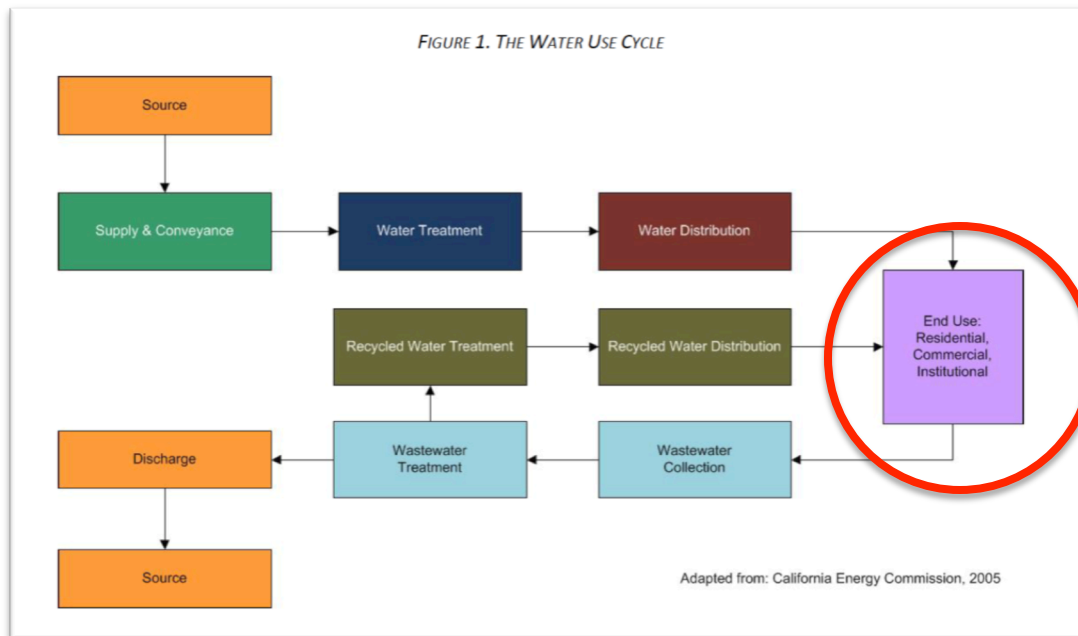 FIGURE 1. THE WATER USE CYCLE
Source
Supply & Conveyance
Water Treatment
Water Distribution
End Use:
Residential,
Commercial,
Institutional
Recycled Water Treatment
Recycled Water Distribution
Discharge
Wastewater
Treatment
Wastewater
Collection
Source
Adapted from: California Energy Commission, 2005